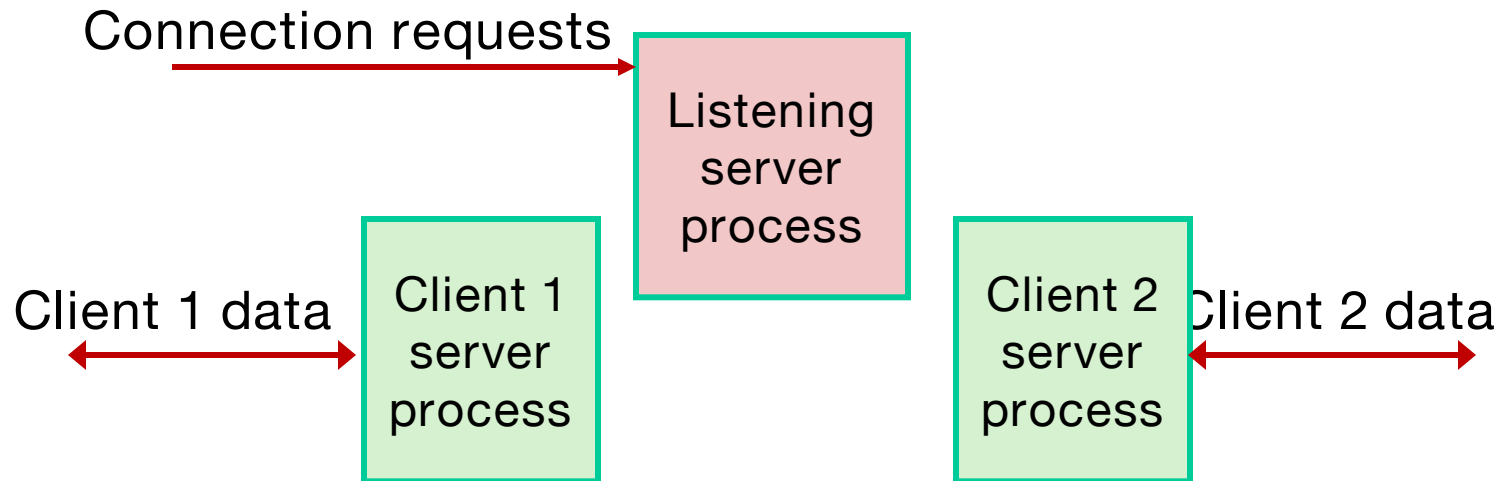 Connection requests
Listening
server
process
Client 1 data
Client 1
server
process
Client 2
server
process
Client 2 data